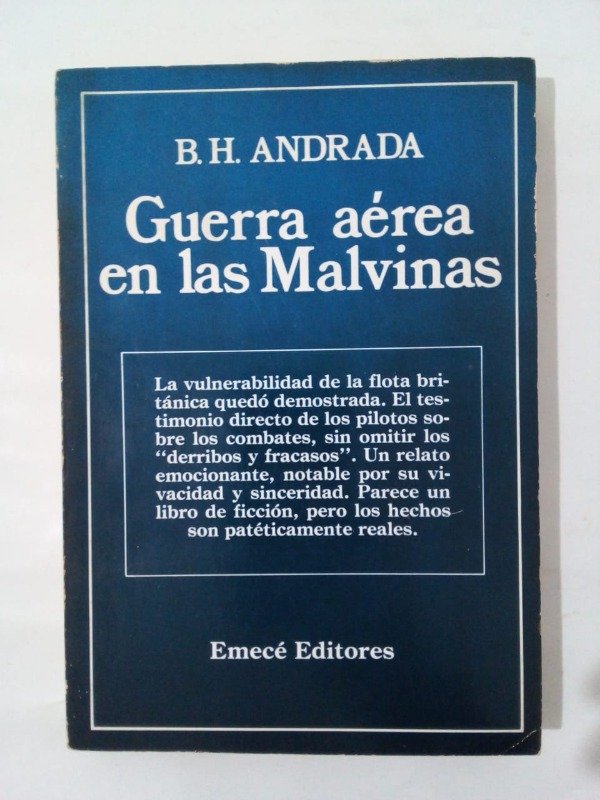 B. H. ANDRADA
Guerra aérea
en las Malvinas
La vulnerabilidad de la flota bri-
tánica quedó demostrada. El tes-
timonio directo de los pilotos so-
bre los combates, sin omitir los
“derribos y fracasos”. Un relato
emocionante, notable por su vi-
vacidad y sinceridad. Parece un
libro de ficción, pero los hechos
son patéticamente reales.
Emecé Editores